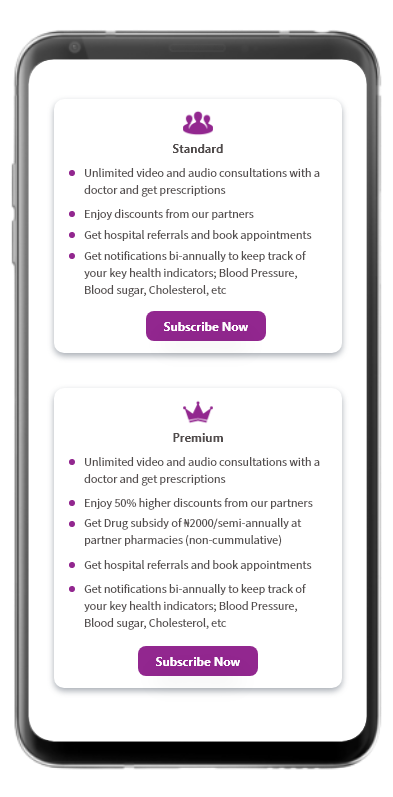 Standard
Unlimited video and audio consultations with a
doctor and get prescriptions
Enjoy discounts from our partners
Get hospital referrals and book appointments
Get notifications bi-annually to keep track of
your key health indicators; Blood Pressure,
Blood sugar, Cholesterol, etc
Subscribe Now
Premium
Unlimited video and audio consultations with a
doctor and get prescriptions
Enjoy 50% higher discounts from our partners
Get Drug subsidy of ₦2000/semi-annually at
partner pharmacies (non-cummulative)
Get hospital referrals and book appointments
Get notifications bi-annually to keep track of
your key health indicators; Blood Pressure,
Blood sugar, Cholesterol, etc
Subscribe Now